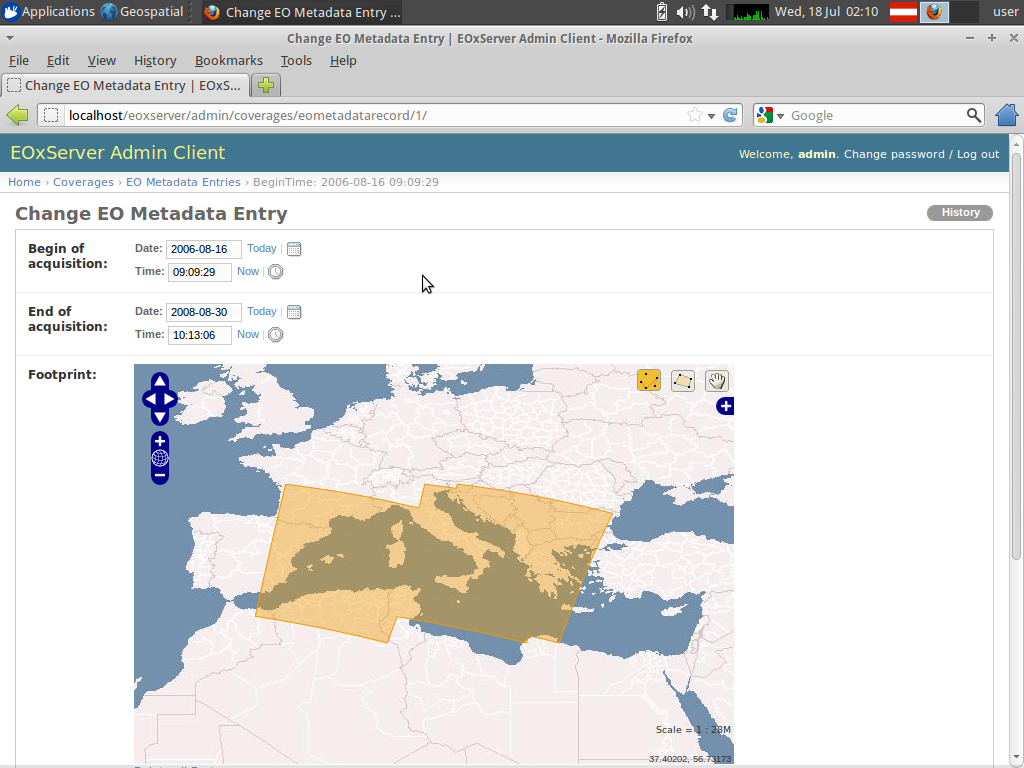 Applications Geospatial Change EO Metadata Entry ... Wed, 18 Jul 02:10 user
Change EO Metadata Entry | EOxServer Admin Client - Mozilla Firefox
File Edit View History Bookmarks Tools Help
Change EO Metadata Entry | EOxS...
localhost/eoxserver/admin/coverages/eometadatarecord/1/ Google
EOxServer Admin Client Welcome, admin. Change password / Log out
Home › Coverages › EO Metadata Entries › BeginTime: 2006-08-16 09:09:29
Change EO Metadata Entry History
Begin of acquisition: Date: 2006-08-16 Today |
Time: 09:09:29 Now |
End of acquisition: Date: 2008-08-30 Today |
Time: 10:13:06 Now |
Footprint:
Scale = 1 : 28M
37.40202, 56.73173